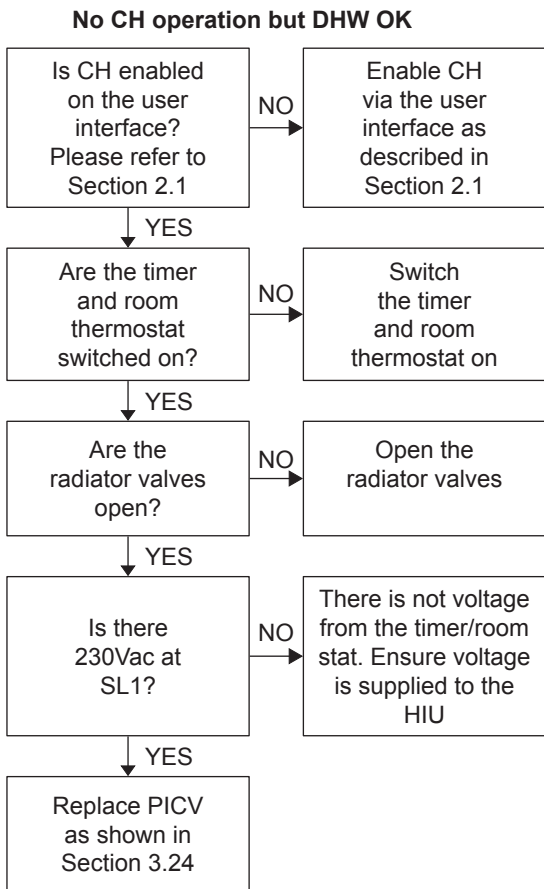 No CH operation but DHW OK
Is CH enabled
on the user
interface?
Please refer to
Section 2.1
NO
Enable CH
via the user
interface as
described in
Section 2.1
YES
Are the timer
and room
thermostat
switched on?
NO
Switch
the timer
and room
thermostat on
YES
Are the
radiator valves
open?
NO
Open the
radiator valves
YES
Is there
230Vac at
SL1?
NO
There is not voltage
from the timer/room
stat. Ensure voltage
is supplied to the
HIU
YES
Replace PICV
as shown in
Section 3.24